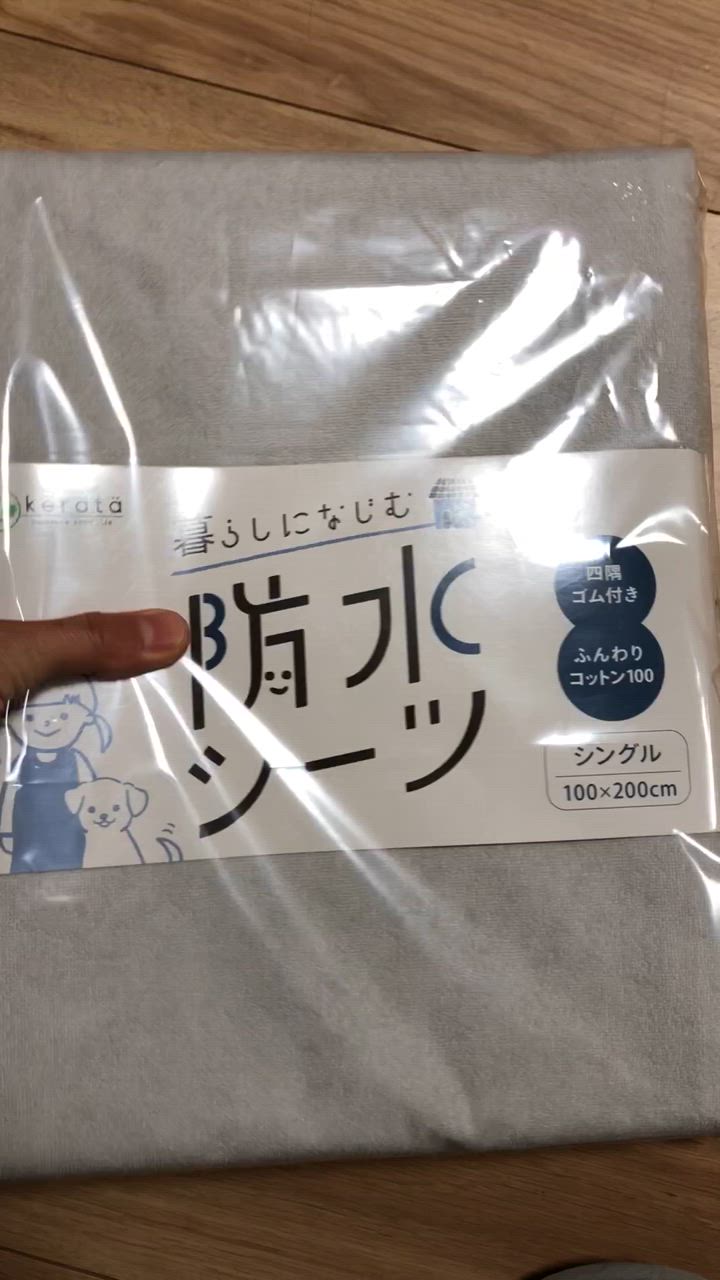 kerätä
暮らしになじむ
防水
シーツ
四隅
ゴム付き
ふんわり
コットン100
シングル
100×200cm